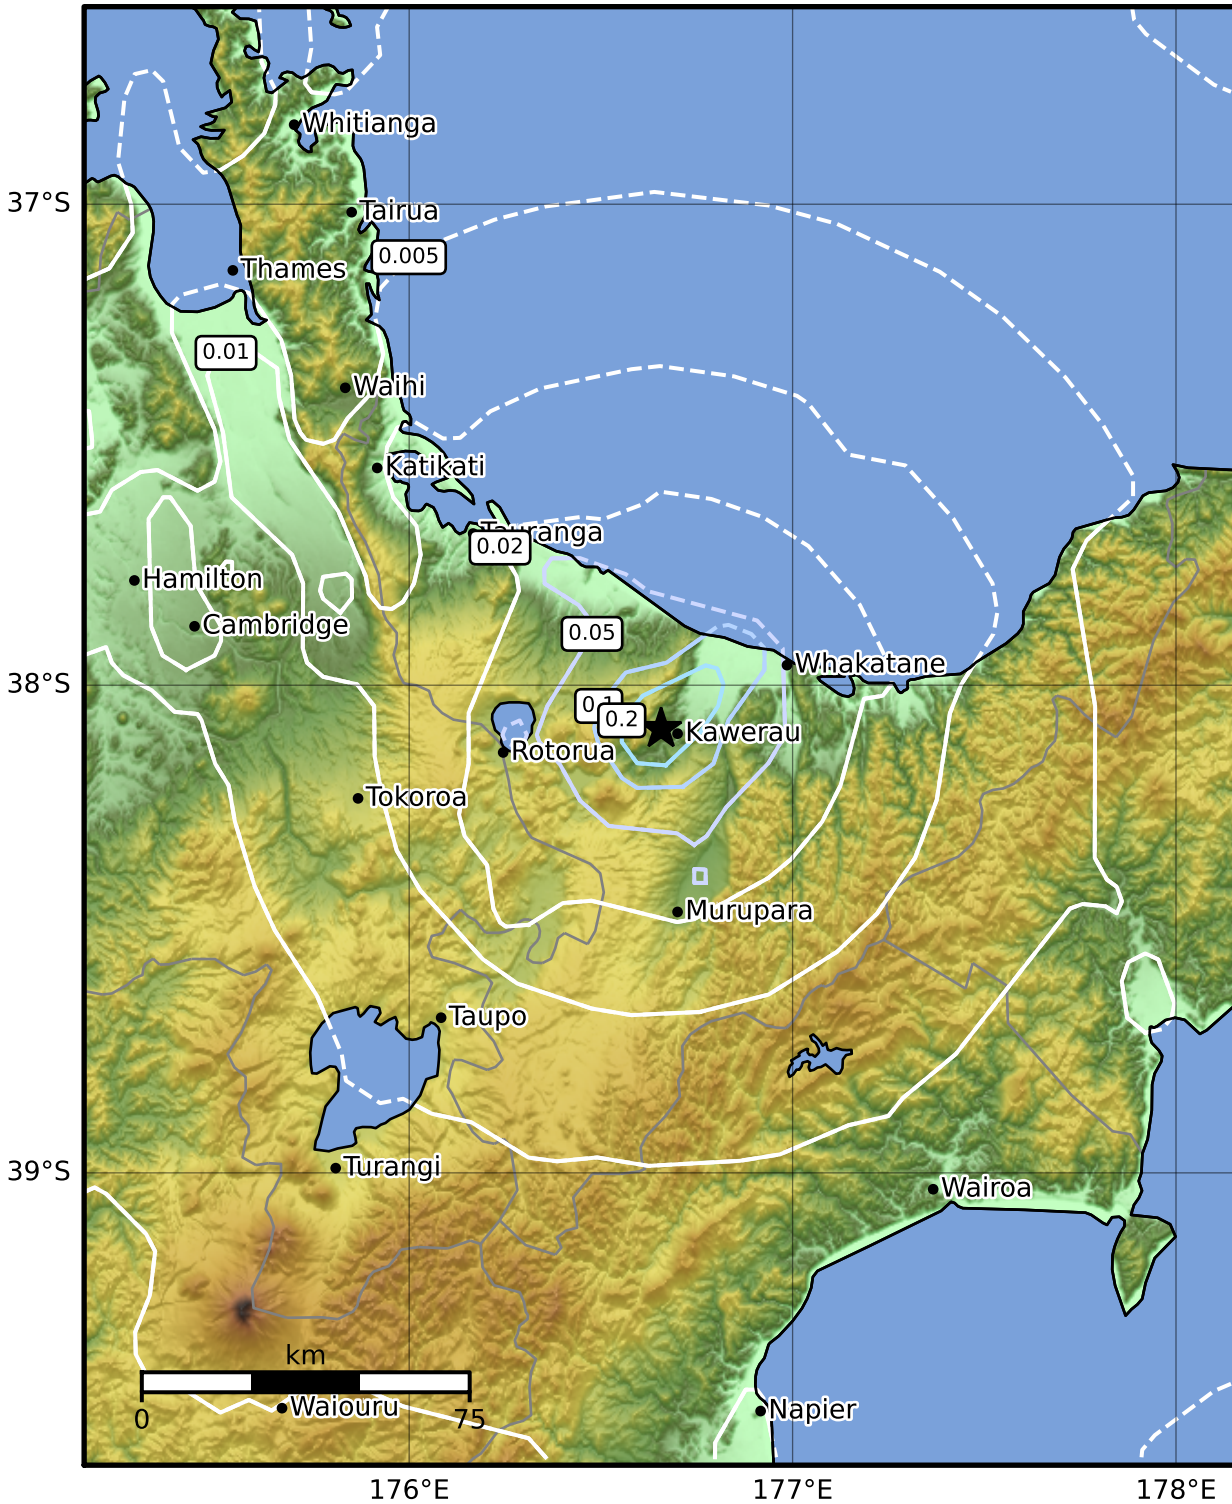 Whitianga
37°S
Tairua
0.005
Thames
0.01
Waihi
Katikati
Tauranga
0.02
Hamilton
Cambridge
0.05
Whakatane
38°S
0.1
0.2
Kawerau
Rotorua
Tokoroa
Murupara
Taupo
Turangi
39°S
Wairoa
km
0
75
Waiouru
Napier
176°E
177°E
178°E